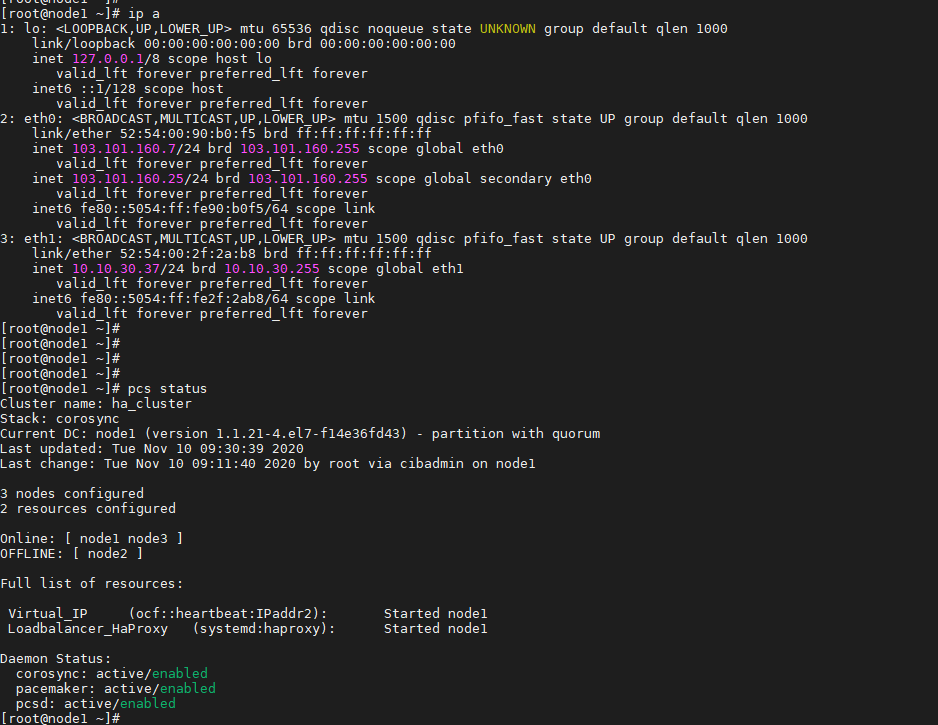 [root@node1 ~]#
[root@node1 ~]# ip a
1: lo: <LOOPBACK,UP,LOWER_UP> mtu 65536 qdisc noqueue state UNKNOWN group default qlen 1000
    link/loopback 00:00:00:00:00:00 brd 00:00:00:00:00:00
    inet 127.0.0.1/8 scope host lo
       valid_lft forever preferred_lft forever
    inet6 ::1/128 scope host
       valid_lft forever preferred_lft forever
2: eth0: <BROADCAST,MULTICAST,UP,LOWER_UP> mtu 1500 qdisc pfifo_fast state UP group default qlen 1000
    link/ether 52:54:00:90:b0:f5 brd ff:ff:ff:ff:ff:ff
    inet 103.101.160.7/24 brd 103.101.160.255 scope global eth0
       valid_lft forever preferred_lft forever
    inet 103.101.160.25/24 brd 103.101.160.255 scope global secondary eth0
       valid_lft forever preferred_lft forever
    inet6 fe80::5054:ff:fe90:b0f5/64 scope link
       valid_lft forever preferred_lft forever
3: eth1: <BROADCAST,MULTICAST,UP,LOWER_UP> mtu 1500 qdisc pfifo_fast state UP group default qlen 1000
    link/ether 52:54:00:2f:2a:b8 brd ff:ff:ff:ff:ff:ff
    inet 10.10.30.37/24 brd 10.10.30.255 scope global eth1
       valid_lft forever preferred_lft forever
    inet6 fe80::5054:ff:fe2f:2ab8/64 scope link
       valid_lft forever preferred_lft forever
[root@node1 ~]#
[root@node1 ~]#
[root@node1 ~]#
[root@node1 ~]#
[root@node1 ~]# pcs status
Cluster name: ha_cluster
Stack: corosync
Current DC: node1 (version 1.1.21-4.el7-f14e36fd43) - partition with quorum
Last updated: Tue Nov 10 09:30:39 2020
Last change: Tue Nov 10 09:11:40 2020 by root via cibadmin on node1

3 nodes configured
2 resources configured

Online: [ node1 node3 ]
OFFLINE: [ node2 ]

Full list of resources:

 Virtual_IP     (ocf::heartbeat:IPaddr2):       Started node1
 Loadbalancer_HaProxy   (systemd:haproxy):      Started node1

Daemon Status:
  corosync: active/enabled
  pacemaker: active/enabled
  pcsd: active/enabled
[root@node1 ~]#